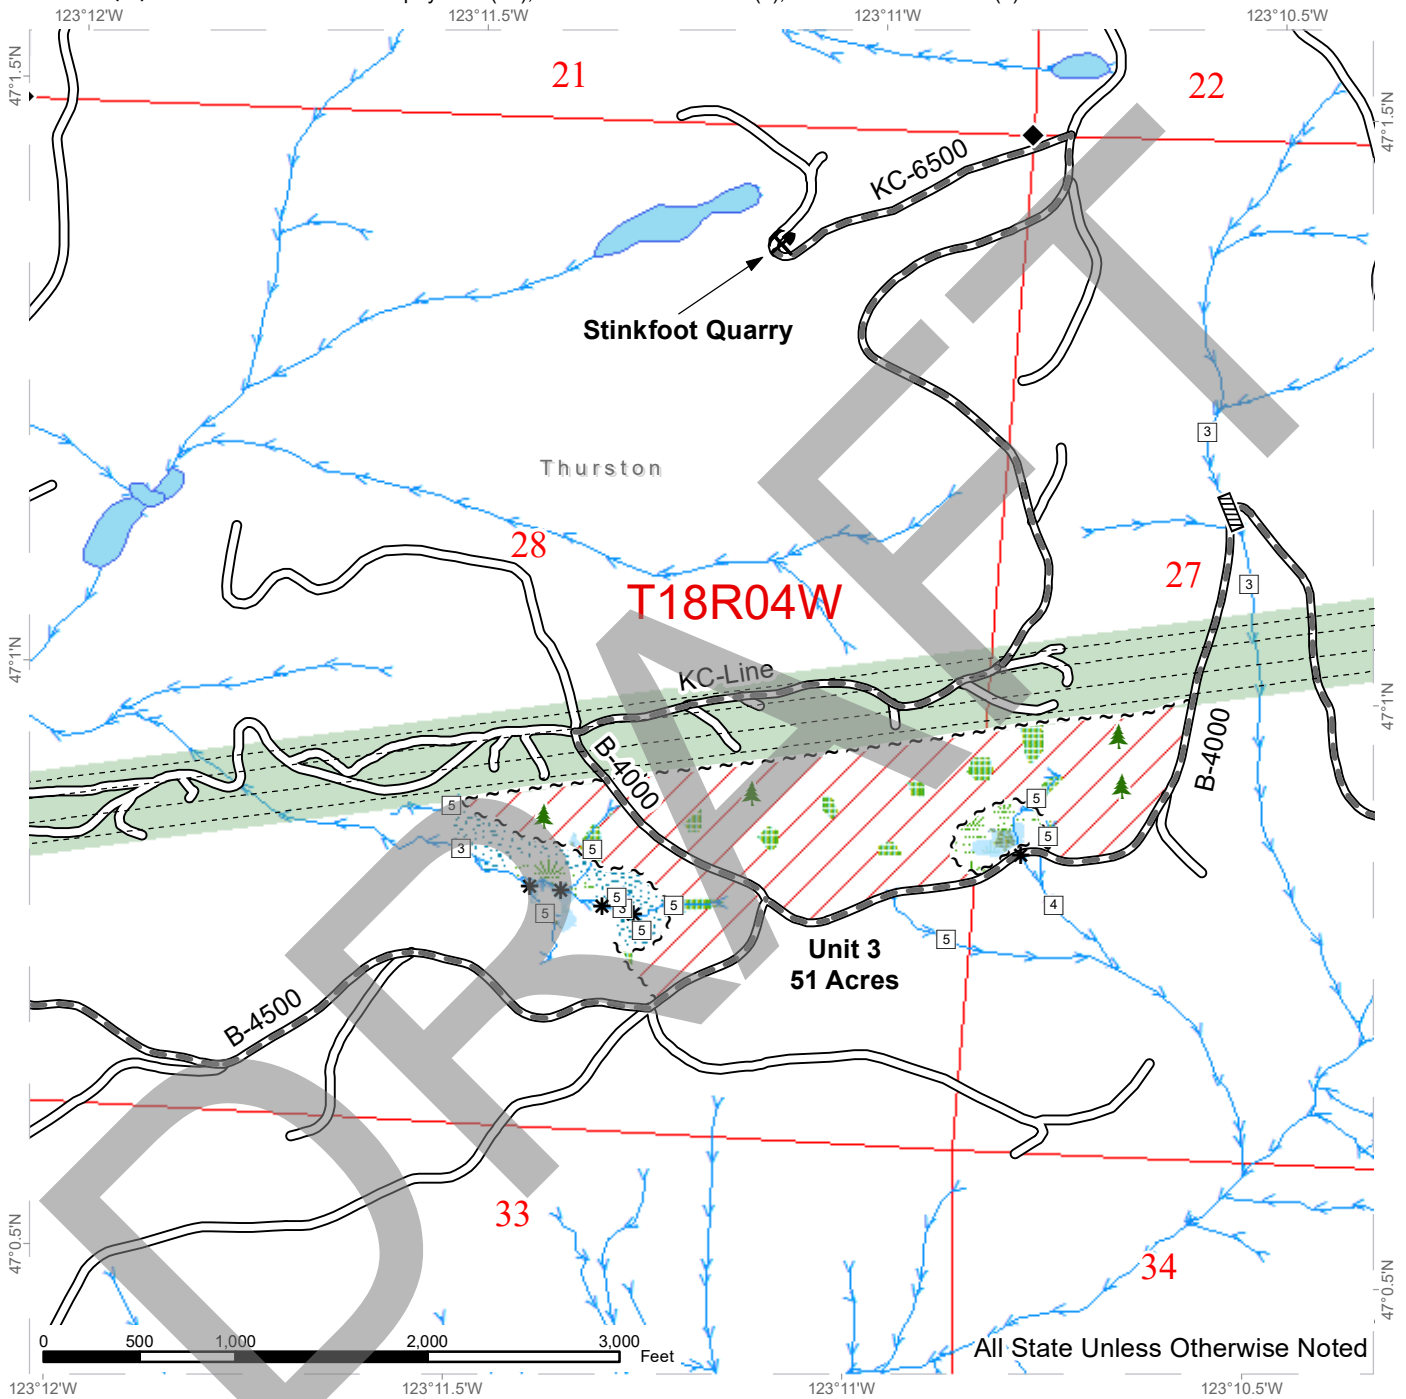 123°12'W
123°11.5'W
123°11'W
123°10.5'W
47°1.5'N
21
22
47°1.5'N
KC-6500
Stinkfoot Quarry
3
Thurston
28
27
3
T18R04W
47°1'N
KC-Line
47°1'N
B-4000
B-4000
5
5
3
5
5
5
5
3
5
5
4
5
Unit 3
51 Acres
B-4500
33
34
47°0.5'N
47°0.5'N
0 500 1,000 2,000 3,000
Feet
All State Unless Otherwise Noted
123°12'W
123°11.5'W
123°11'W
123°10.5'W
DRAFT